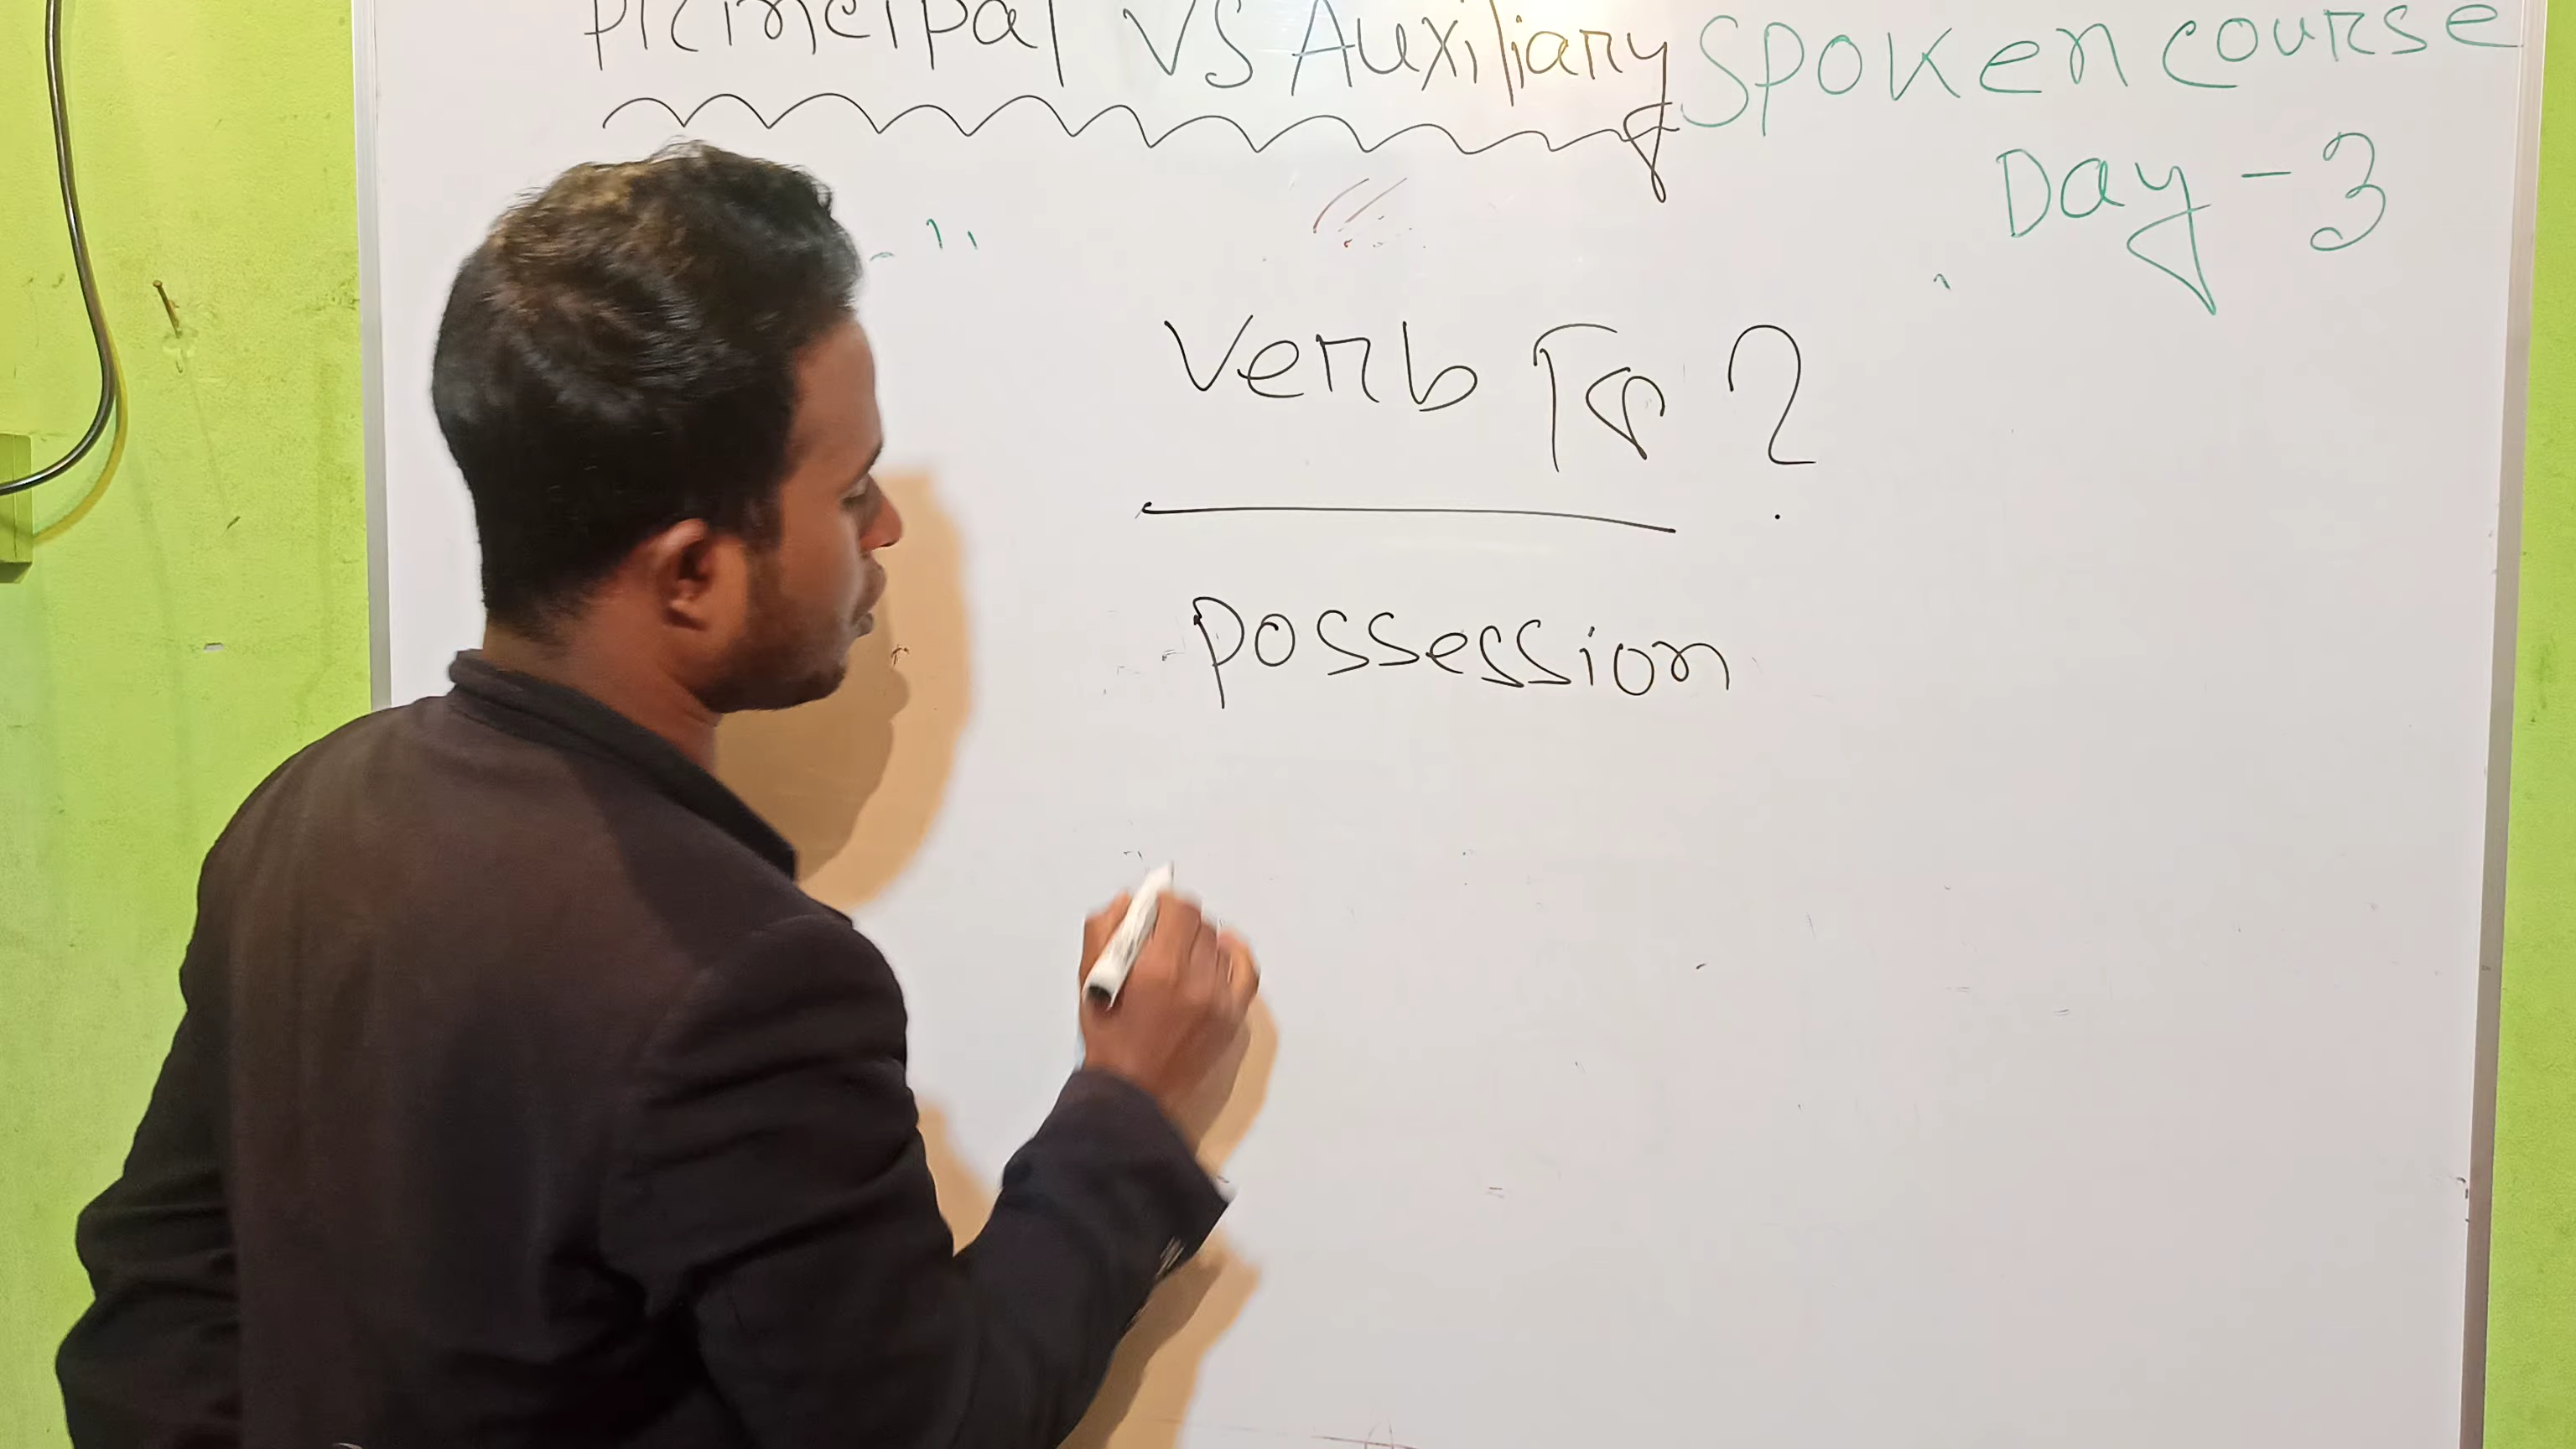 Principal VS Auxiliary
Spoken course
Day - 3
Verb কি ?
possession